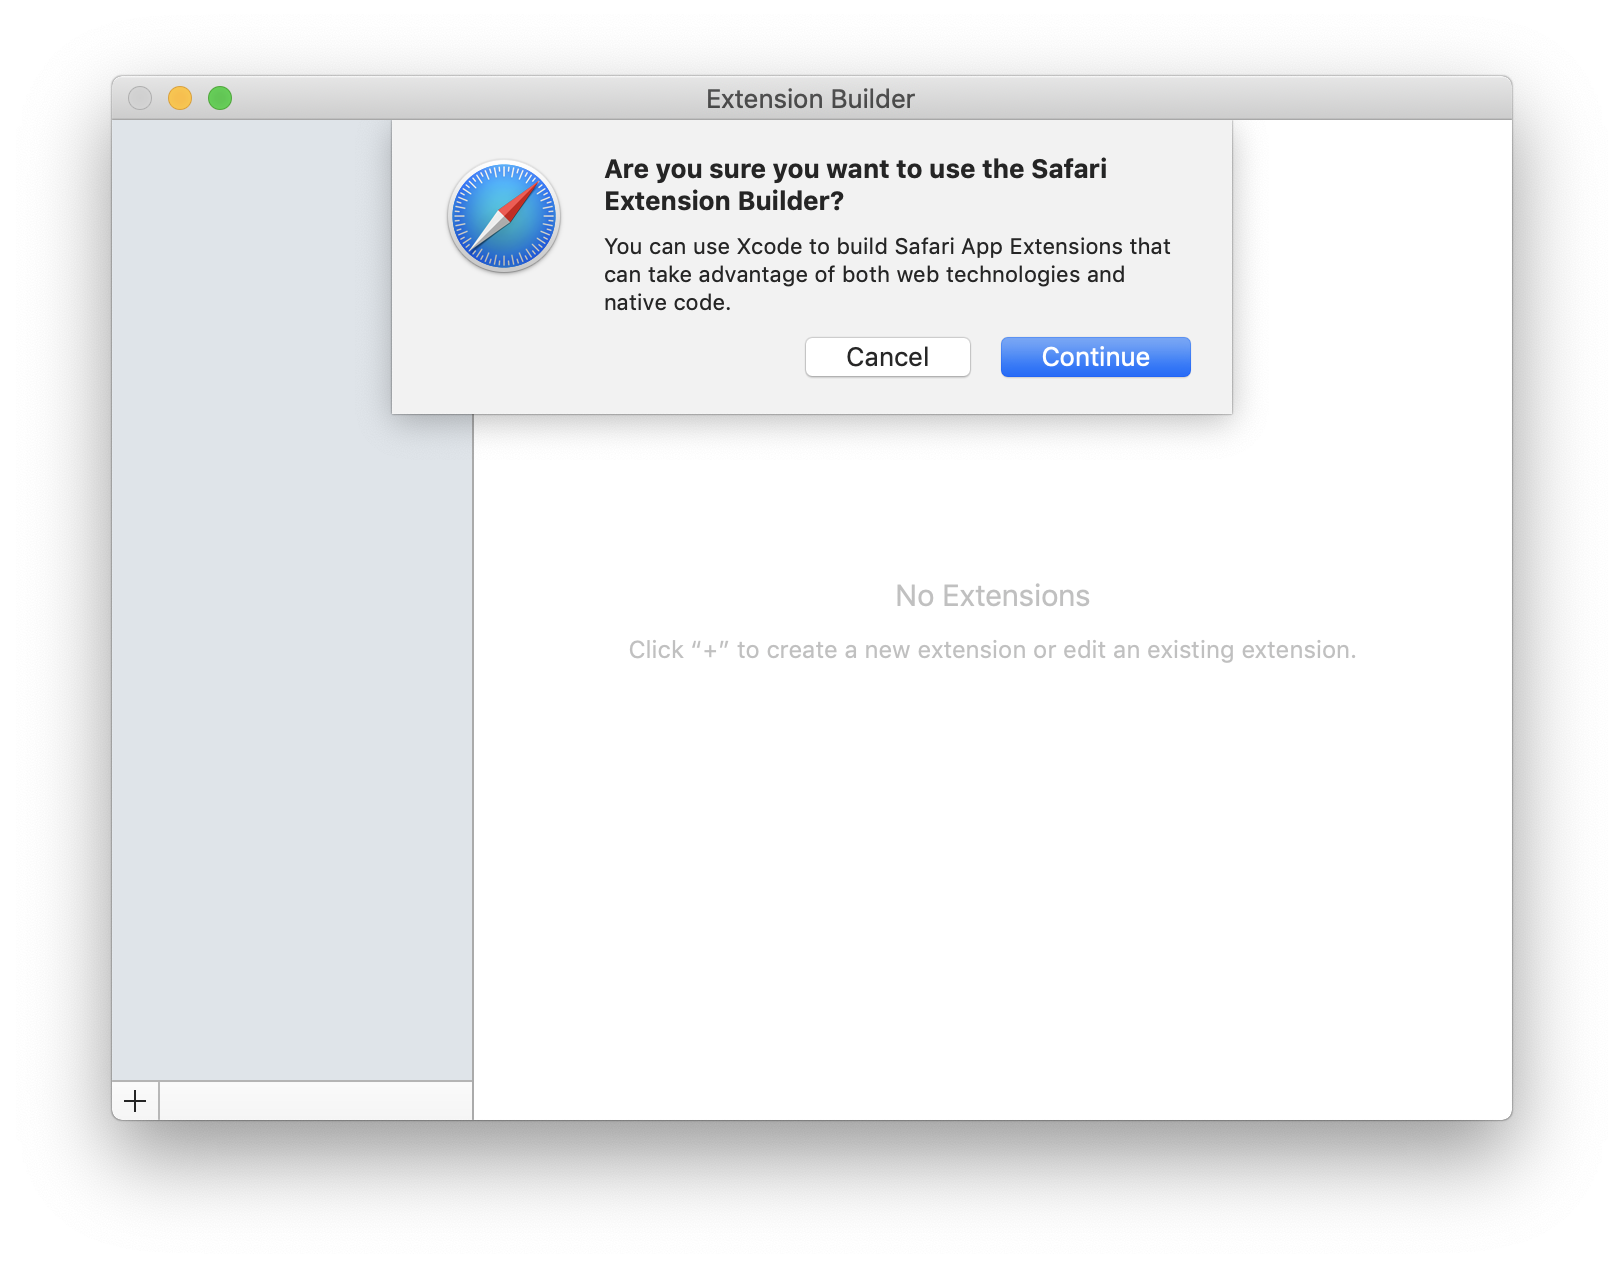 Extension Builder
Are you sure you want to use the Safari
Extension Builder?
You can use Xcode to build Safari App Extensions that
can take advantage of both web technologies and
native code.
Cancel
Continue
No Extensions
Click “+” to create a new extension or edit an existing extension.